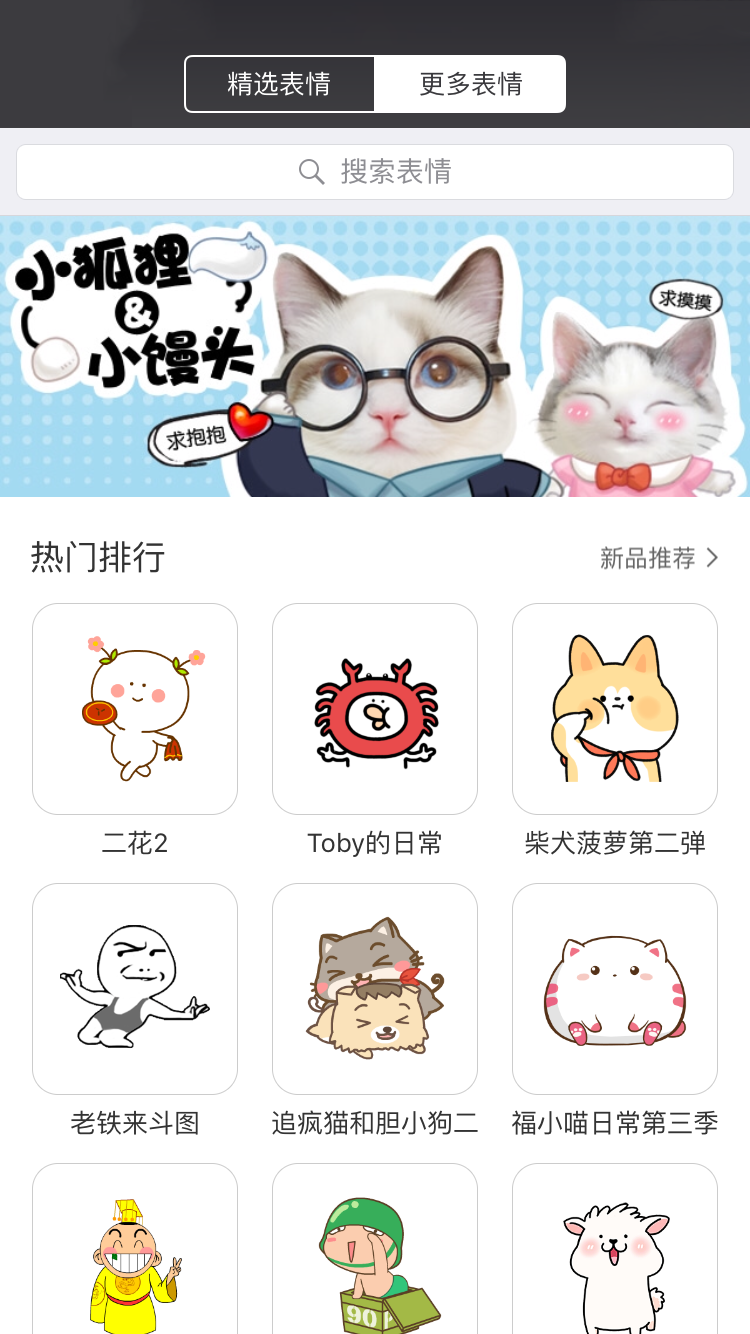 精选表情
更多表情
搜索表情
小狐狸
&
小馒头
求摸摸
求抱抱
热门排行
新品推荐
二花2
Toby的日常
柴犬菠萝第二弹
老铁来斗图
追疯猫和胆小狗二
福小喵日常第三季
90